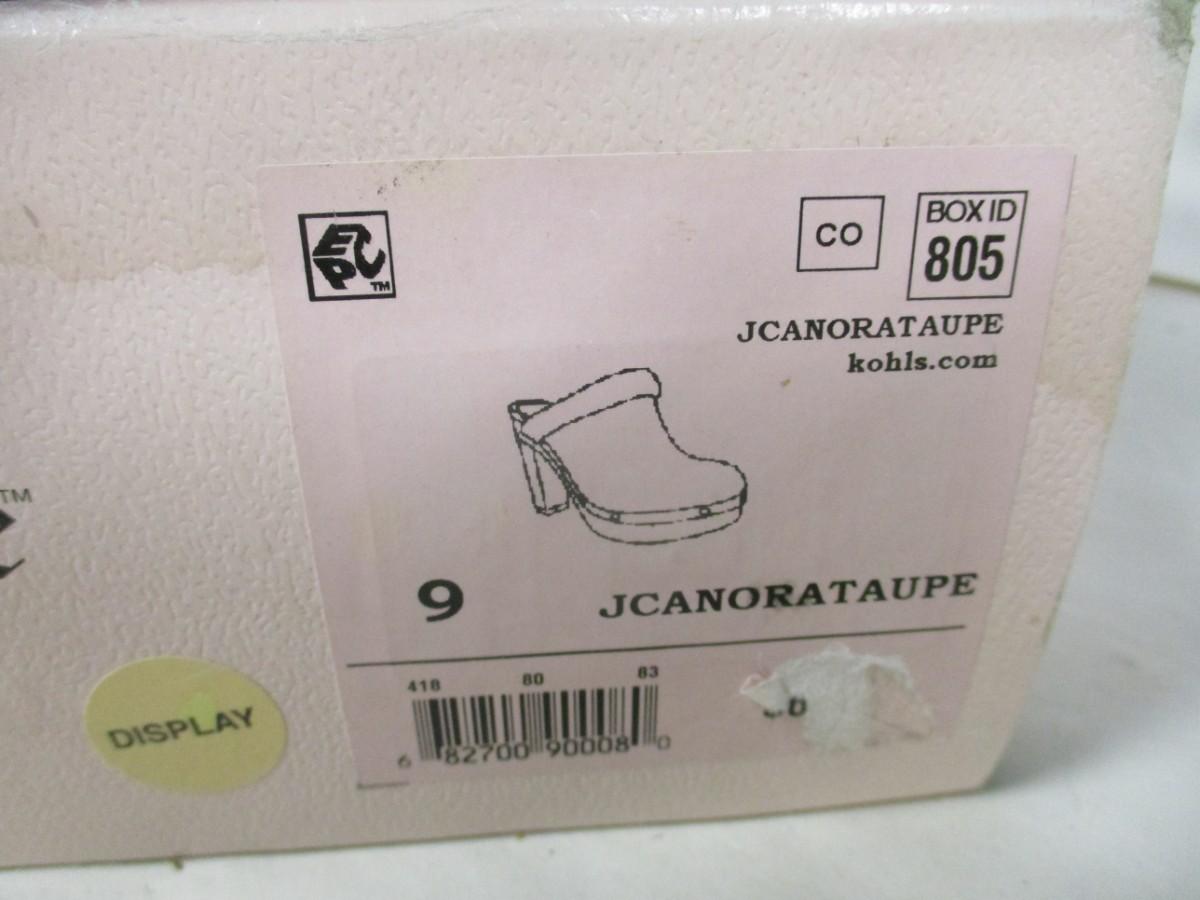 EPC
TM
CO
BOX ID
805
JCANORATAUPE
kohls.com
TM
9
JCANORATAUPE
418 80 83
6 82700 90008 0
DISPLAY